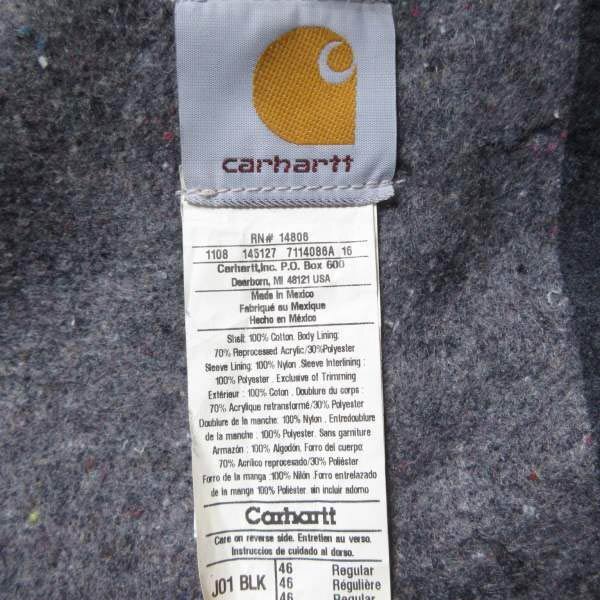 carhartt
RN# 14806
1108 145127 7114086A 16
Carhartt,Inc. P.O. Box 600
Dearborn, MI 48121 USA
Made in Mexico
Fabriqué au Mexique
Hecho en México
Shell: 100% Cotton. Body Lining:
70% Reprocessed Acrylic/30%Polyester
Sleeve Lining: 100% Nylon .Sleeve Interlining :
100% Polyester . Exclusive of Trimming
Extérieur : 100% Coton . Doublure du corps :
70% Acrylique retransformé/30% Polyester
Doublure de la manche : 100% Nylon . Entredoublure
de la manche . 100% Polyester. Sans garniture
Armazón : 100% Algodón. Forro del cuerpo:
70% Acrílico reprocesado/30% Poliéster
Forro de la manga : 100% Nilón .Forro entrelazado
de la manga 100% Poliéster. sin incluir adorno
Carhartt
Care on reverse side. Entretien au verso.
Instruccios de cuidado al dorso.
J01 BLK
46 Regular
46 Régulière
46 Regular